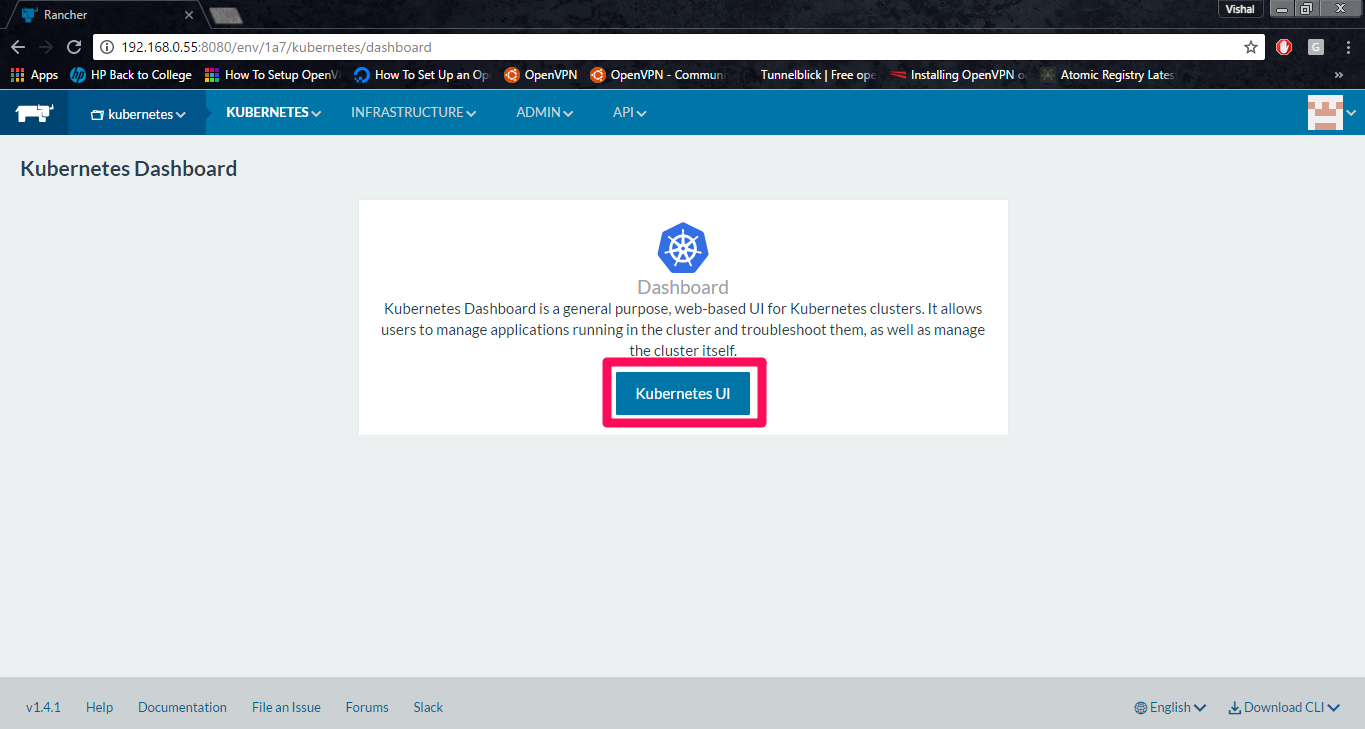 Rancher
Vishal
192.168.0.55:8080/env/1a7/kubernetes/dashboard
G
Apps HP Back to College How To Setup OpenV How To Set Up an Op OpenVPN OpenVPN - Commun Tunnelblick | Free ope Installing OpenVPN o Atomic Registry Lates
kubernetes KUBERNETES INFRASTRUCTURE ADMIN API
Kubernetes Dashboard
Dashboard
Kubernetes Dashboard is a general purpose, web-based UI for Kubernetes clusters. It allows
users to manage applications running in the cluster and troubleshoot them, as well as manage
the cluster itself.
Kubernetes UI
v1.4.1 Help Documentation File an Issue Forums Slack English Download CLI